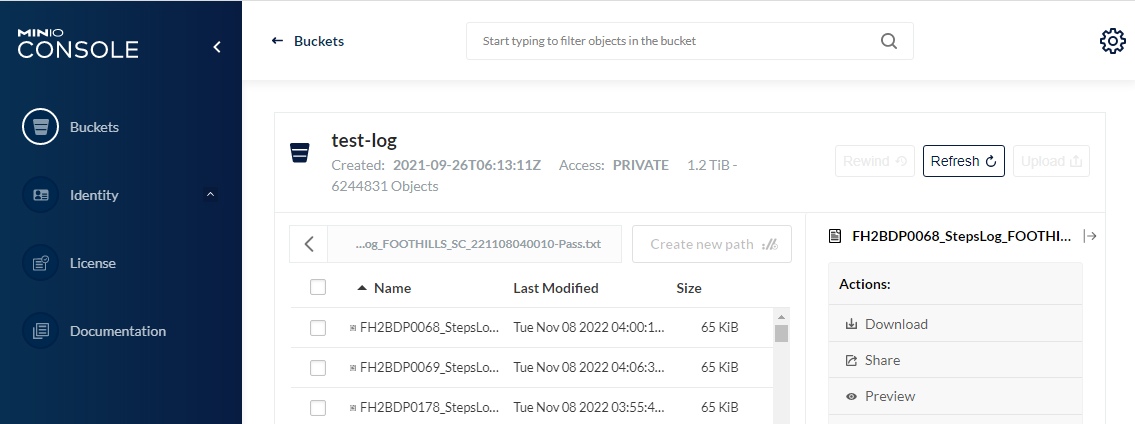 MINIO
CONSOLE
Buckets
Identity
License
Documentation
Buckets
Start typing to filter objects in the bucket
test-log
Created: 2021-09-26T06:13:11Z Access: PRIVATE 1.2 TiB -
6244831 Objects
Rewind
Refresh
Upload
...og_FOOTHILLS_SC_221108040010-Pass.txt
Create new path
Name Last Modified Size
FH2BDP0068_StepsLo... Tue Nov 08 2022 04:00:1... 65 KiB
FH2BDP0069_StepsLo... Tue Nov 08 2022 04:06:3... 65 KiB
FH2BDP0178_StepsLo... Tue Nov 08 2022 03:55:4... 65 KiB
FH2BDP0068_StepsLog_FOOTHI...
Actions:
Download
Share
Preview